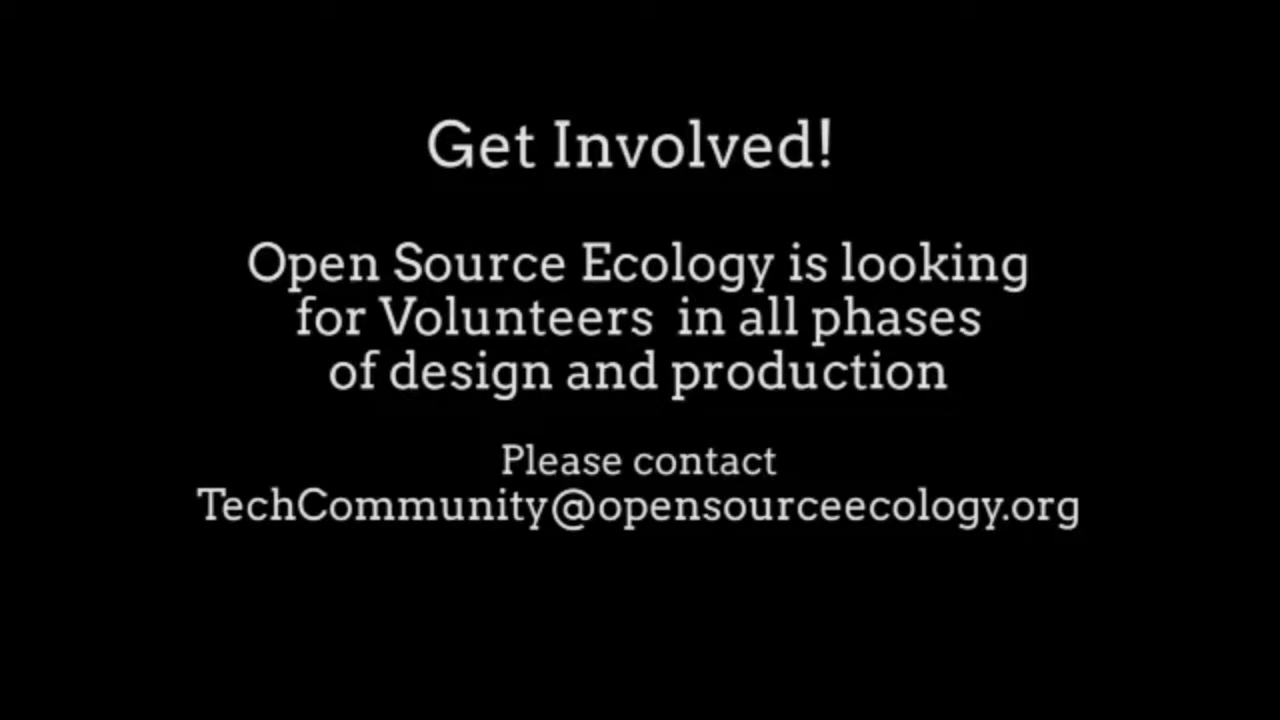 Get Involved!
Open Source Ecology is looking
for Volunteers  in all phases
of design and production
Please contact
TechCommunity@opensourceecology.org